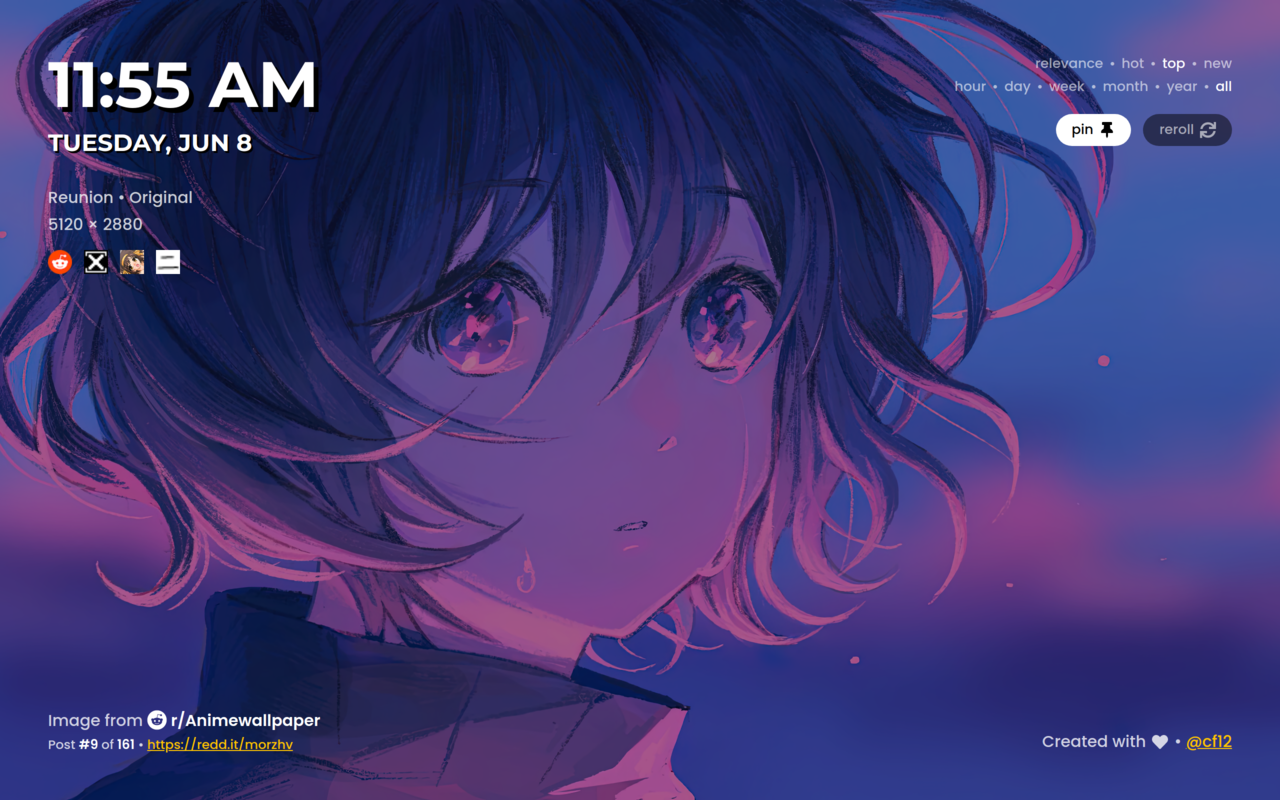 11:55 AM
TUESDAY, JUN 8
Reunion • Original
5120 × 2880
relevance • hot • top • new
hour • day • week • month • year • all
pin
reroll
Image from r/Animewallpaper
Post #9 of 161 • https://redd.it/morzhv
Created with • @cf12